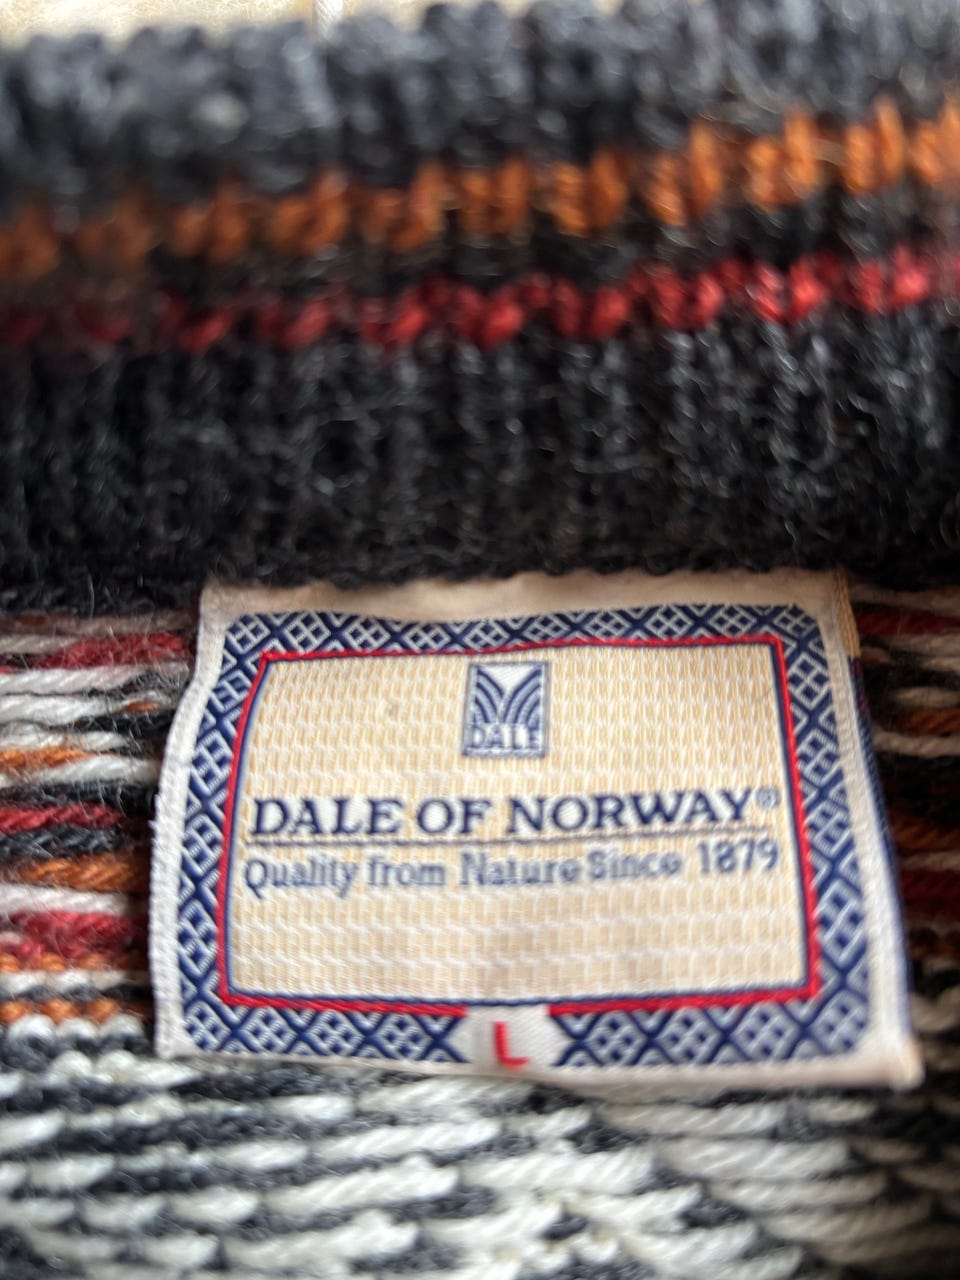 DALE
DALE OF NORWAY®
Quality from Nature Since 1879
L